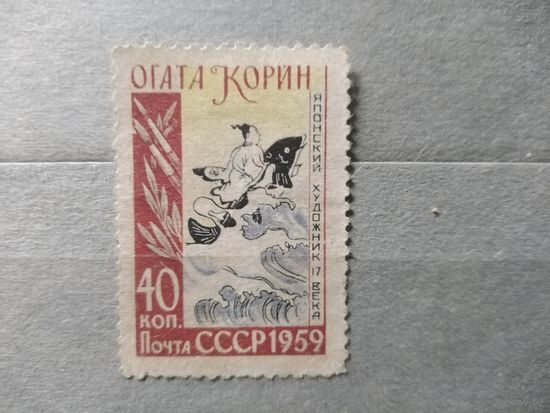 ОГАТА КОРИН
ЯПОНСКИЙ ХУДОЖНИК 17 ВЕКА
40
КОП.
ПОЧТА СССР 1959